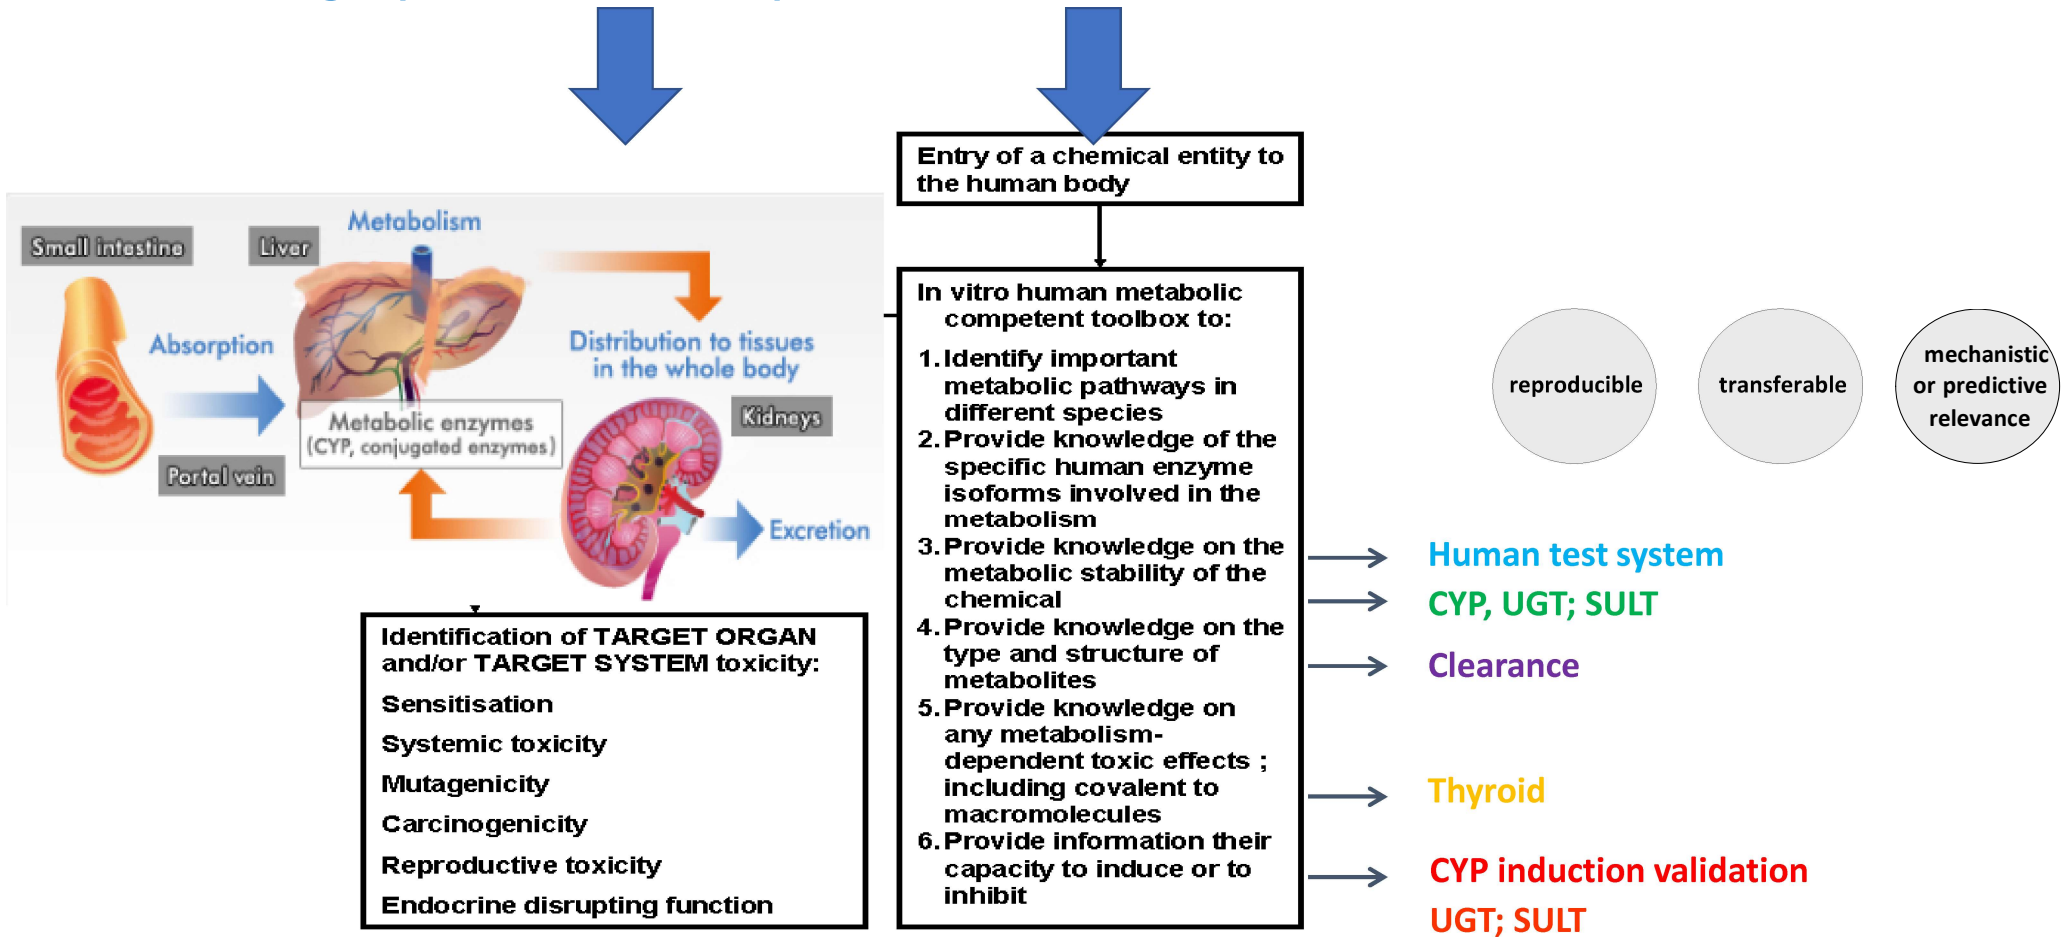 Small intestine
Liver
Metabolism
Absorption
Portal vein
Metabolic enzymes
(CYP, conjugated enzymes)
Distribution to tissues
in the whole body
Kidneys
Excretion
Identification of TARGET ORGAN
and/or TARGET SYSTEM toxicity:
Sensitisation
Systemic toxicity
Mutagenicity
Carcinogenicity
Reproductive toxicity
Endocrine disrupting function
Entry of a chemical entity to
the human body
In vitro human metabolic
competent toolbox to:
1. Identify important
metabolic pathways in
different species
2. Provide knowledge of the
specific human enzyme
isoforms involved in the
metabolism
3. Provide knowledge on the
metabolic stability of the
chemical
4. Provide knowledge on the
type and structure of
metabolites
5. Provide knowledge on
any metabolism-
dependent toxic effects ;
including covalent to
macromolecules
6. Provide information their
capacity to induce or to
inhibit
reproducible
transferable
mechanistic
or predictive
relevance
Human test system
CYP, UGT; SULT
Clearance
Thyroid
CYP induction validation
UGT; SULT